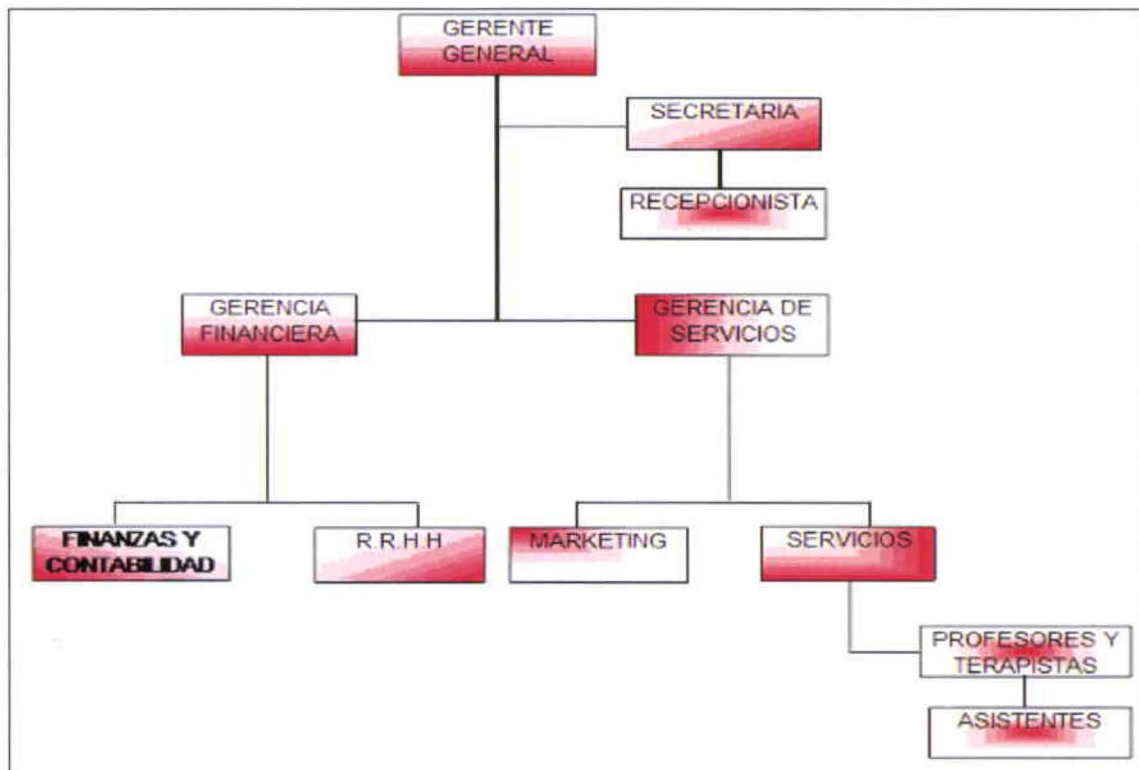 GERENTE
GENERAL
SECRETARIA
RECEPCIONISTA
GERENCIA
FINANCIERA
GERENCIA DE
SERVICIOS
FINANZAS Y
CONTABILIDAD
R.R.H.H
MARKETING
SERVICIOS
PROFESORES Y
TERAPISTAS
ASISTENTES